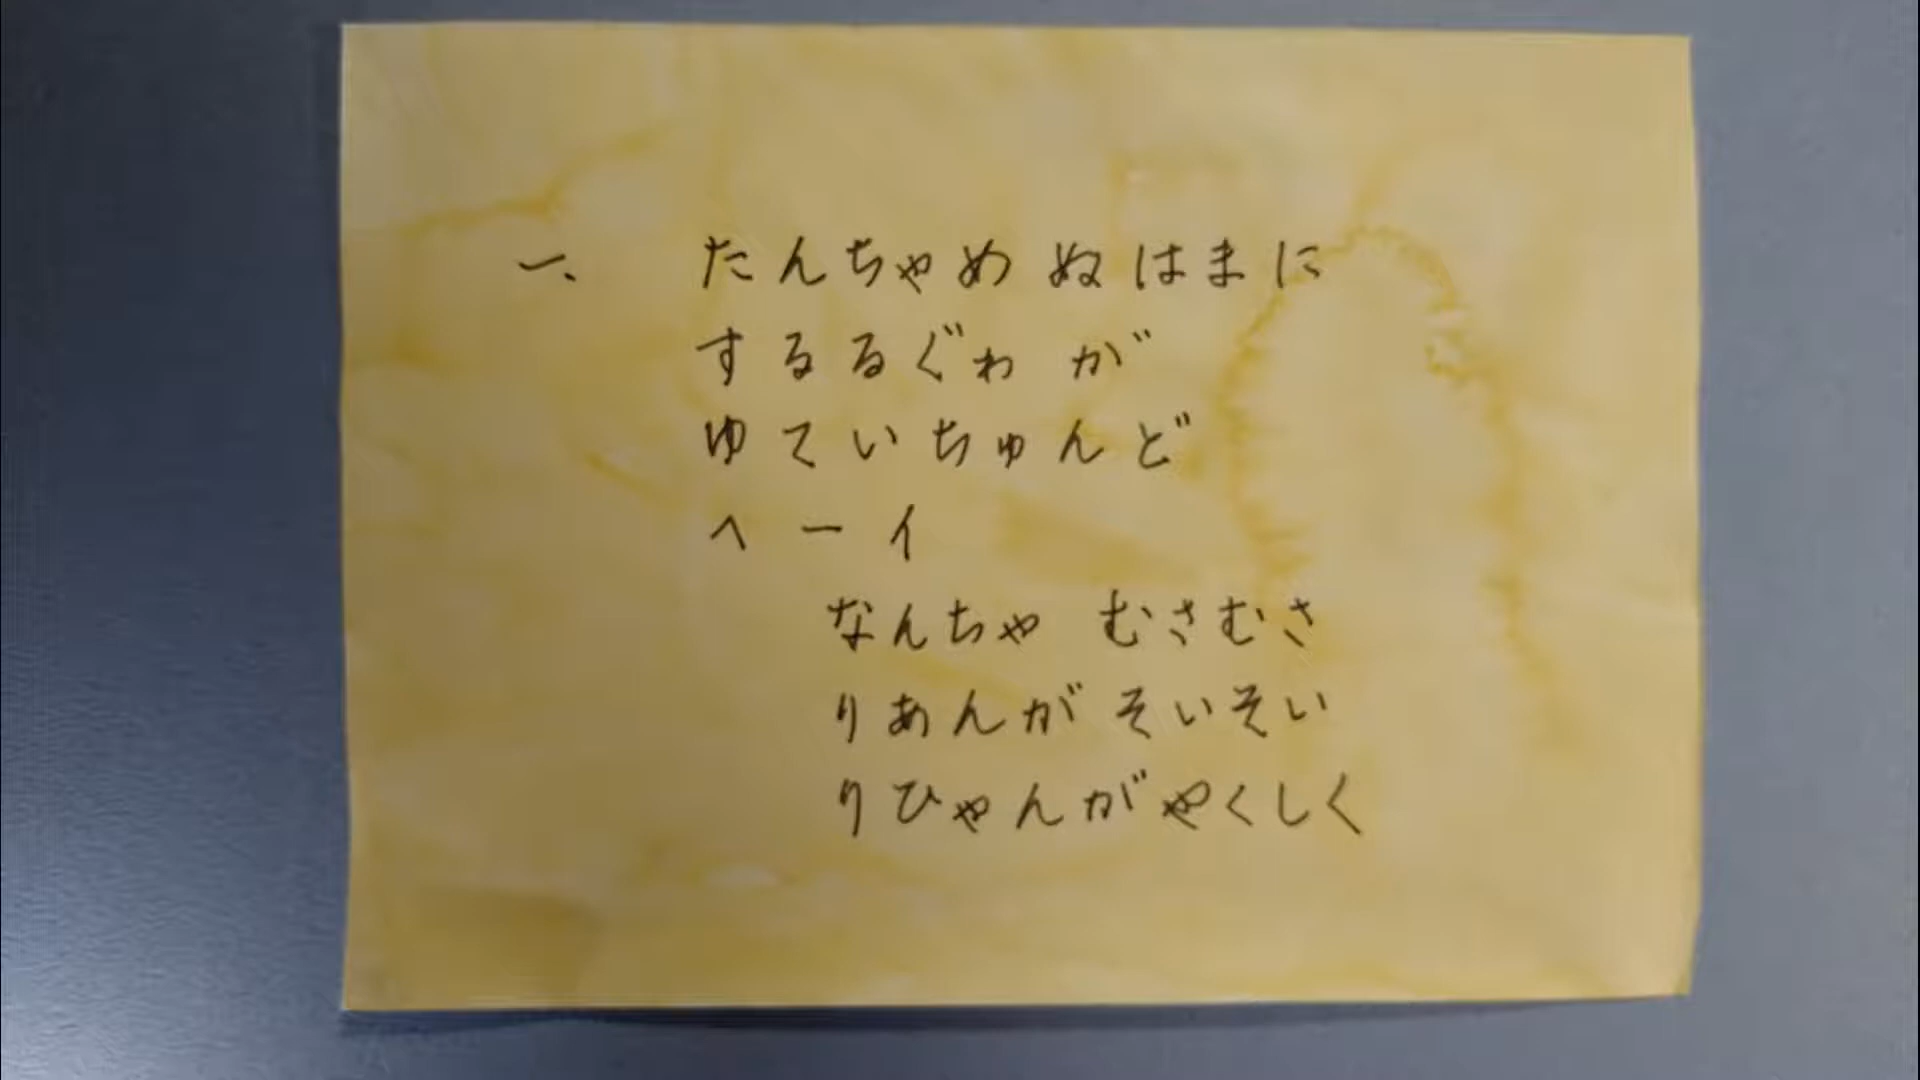 一、 たんちゃめ ぬはまに
するるぐゎ が
ゆていちゅんど
ヘーイ
なんちゃ むさむさ
りあんが そいそい
りひゃんがやくしく